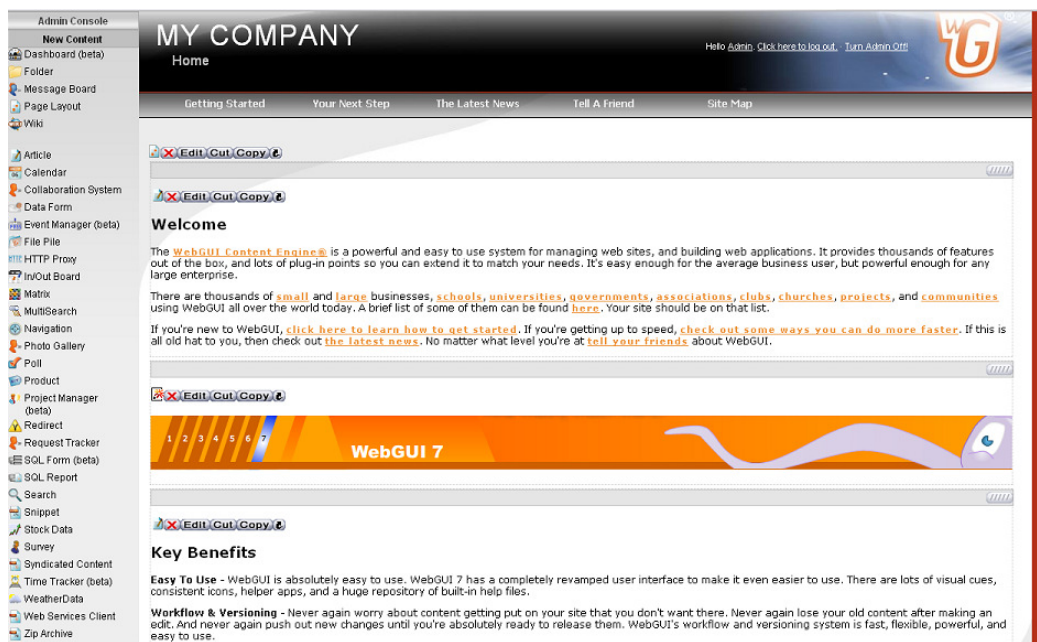 Admin Console
New Content
Dashboard (beta)
Folder
Message Board
Page Layout
Wiki
Article
Calendar
Collaboration System
Data Form
Event Manager (beta)
File Pile
HTTP Proxy
In/Out Board
Matrix
MultiSearch
Navigation
Photo Gallery
Poll
Product
Project Manager
(beta)
Redirect
Request Tracker
SQL Form (beta)
SQL Report
Search
Snippet
Stock Data
Survey
Syndicated Content
Time Tracker (beta)
WeatherData
Web Services Client
Zip Archive
MY COMPANY
Home
Hello Admin. Click here to log out. · Turn Admin Off!
WG
Getting Started Your Next Step The Latest News Tell A Friend Site Map
Edit Cut Copy
Edit Cut Copy
Welcome
The WebGUI Content Engine® is a powerful and easy to use system for managing web sites, and building web applications. It provides thousands of features
out of the box, and lots of plug-in points so you can extend it to match your needs. It's easy enough for the average business user, but powerful enough for any
large enterprise.
There are thousands of small and large businesses, schools, universities, governments, associations, clubs, churches, projects, and communities
using WebGUI all over the world today. A brief list of some of them can be found here. Your site should be on that list.
If you're new to WebGUI, click here to learn how to get started. If you're getting up to speed, check out some ways you can do more faster. If this is
all old hat to you, then check out the latest news. No matter what level you're at tell your friends about WebGUI.
Edit Cut Copy
1 2 3 4 5 6 7
WebGUI 7
Edit Cut Copy
Key Benefits
Easy To Use - WebGUI is absolutely easy to use. WebGUI 7 has a completely revamped user interface to make it even easier to use. There are lots of visual cues,
consistent icons, helper apps, and a huge repository of built-in help files.
Workflow & Versioning - Never again worry about content getting put on your site that you don't want there. Never again lose your old content after making an
edit. And never again push out new changes until you're absolutely ready to release them. WebGUI's workflow and versioning system is fast, flexible, powerful, and
easy to use.